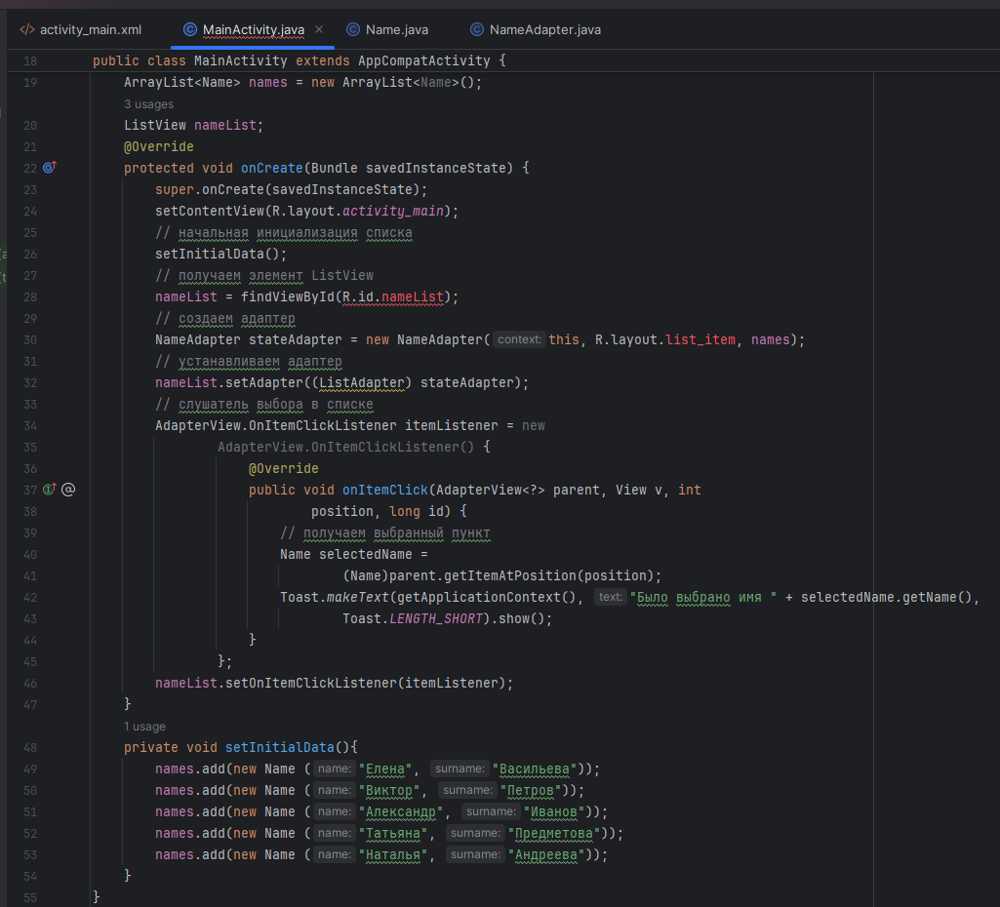 activity_main.xml MainActivity.java Name.java NameAdapter.java
18 public class MainActivity extends AppCompatActivity {
19 ArrayList<Name> names = new ArrayList<Name>();
3 usages
20 ListView nameList;
21 @Override
22 protected void onCreate(Bundle savedInstanceState) {
23 super.onCreate(savedInstanceState);
24 setContentView(R.layout.activity_main);
25 // начальная инициализация списка
26 setInitialData();
27 // получаем элемент ListView
28 nameList = findViewById(R.id.nameList);
29 // создаем адаптер
30 NameAdapter stateAdapter = new NameAdapter( context: this, R.layout.list_item, names);
31 // устанавливаем адаптер
32 nameList.setAdapter((ListAdapter) stateAdapter);
33 // слушатель выбора в списке
34 AdapterView.OnItemClickListener itemListener = new
35 AdapterView.OnItemClickListener() {
36 @Override
37 public void onItemClick(AdapterView<?> parent, View v, int
38 position, long id) {
39 // получаем выбранный пункт
40 Name selectedName =
41 (Name)parent.getItemAtPosition(position);
42 Toast.makeText(getApplicationContext(), text: "Было выбрано имя " + selectedName.getName(),
43 Toast.LENGTH_SHORT).show();
44 }
45 };
46 nameList.setOnItemClickListener(itemListener);
47 }
1 usage
48 private void setInitialData(){
49 names.add(new Name ( name: "Елена", surname: "Васильева"));
50 names.add(new Name ( name: "Виктор", surname: "Петров"));
51 names.add(new Name ( name: "Александр", surname: "Иванов"));
52 names.add(new Name ( name: "Татьяна", surname: "Предметова"));
53 names.add(new Name ( name: "Наталья", surname: "Андреева"));
54 }
55 }